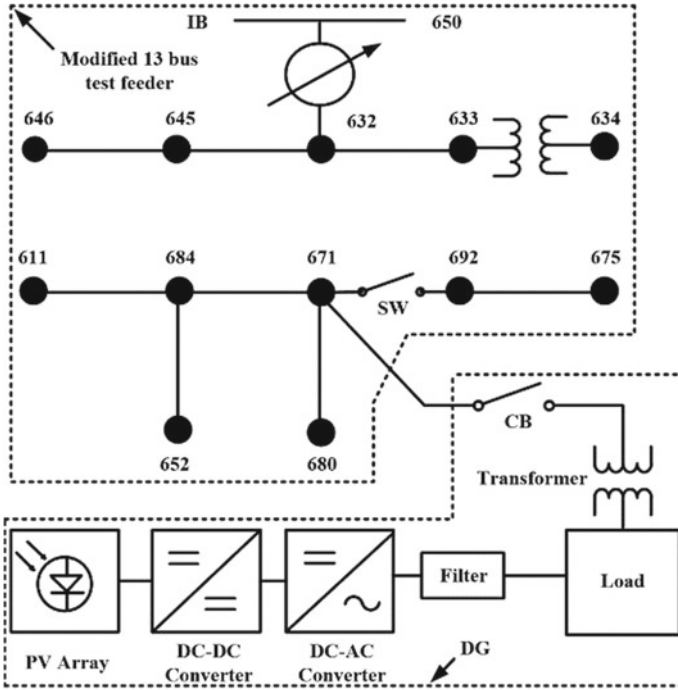 IB
650
Modified 13 bus
test feeder
646
645
632
633
634
611
684
671
692
675
SW
652
680
CB
Transformer
Filter
Load
PV Array
DC-DC
Converter
DC-AC
Converter
DG